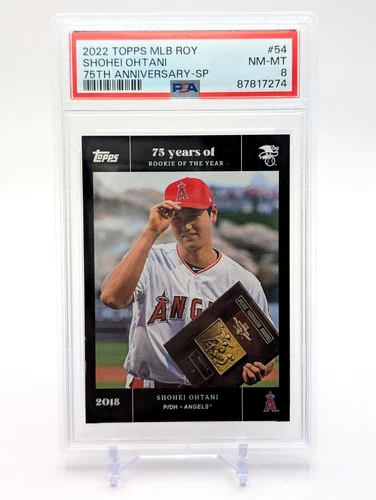 2022 TOPPS MLB ROY #54
SHOHEI OHTANI NM-MT
75TH ANNIVERSARY-SP 8
PSA 87817274
Topps
75 years of
ROOKIE OF THE YEAR
A
ANGELS
2018
SHOHEI OHTANI
P/DH • ANGELS®
A